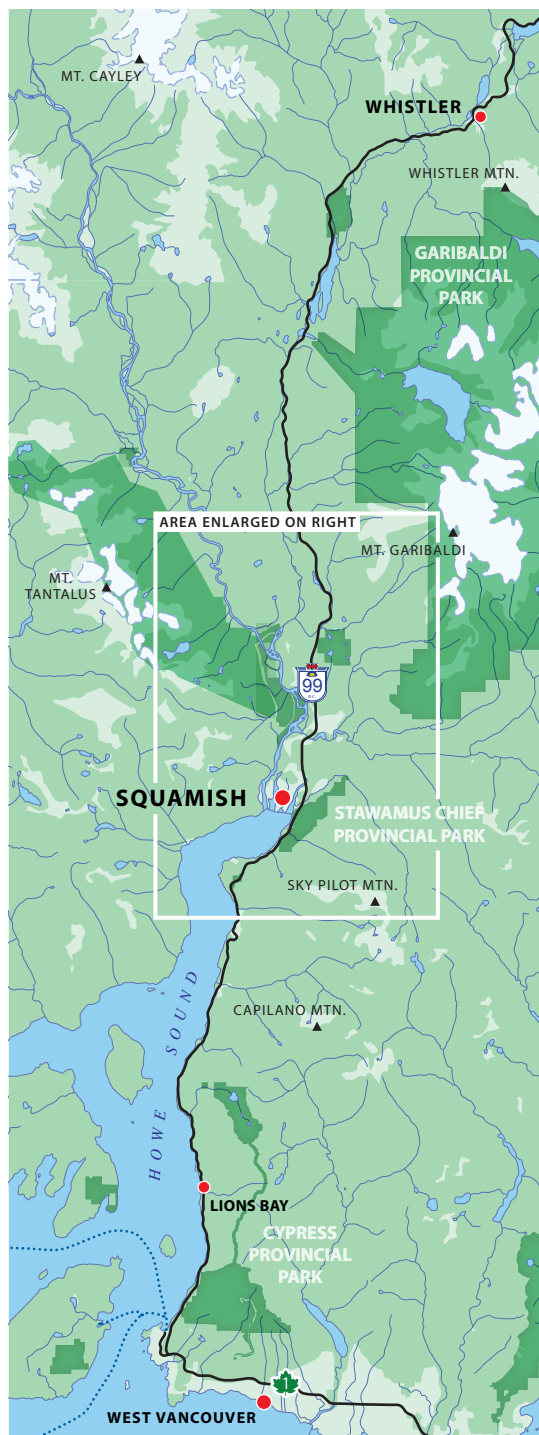 MT. CAYLEY
WHISTLER
WHISTLER MTN.
GARIBALDI
PROVINCIAL
PARK
AREA ENLARGED ON RIGHT
MT. GARIBALDI
MT.
TANTALUS
99
B.C.
SQUAMISH
STAWAMUS CHIEF
PROVINCIAL PARK
SKY PILOT MTN.
HOWE SOUND
CAPILANO MTN.
LIONS BAY
CYPRESS
PROVINCIAL
PARK
1
WEST VANCOUVER